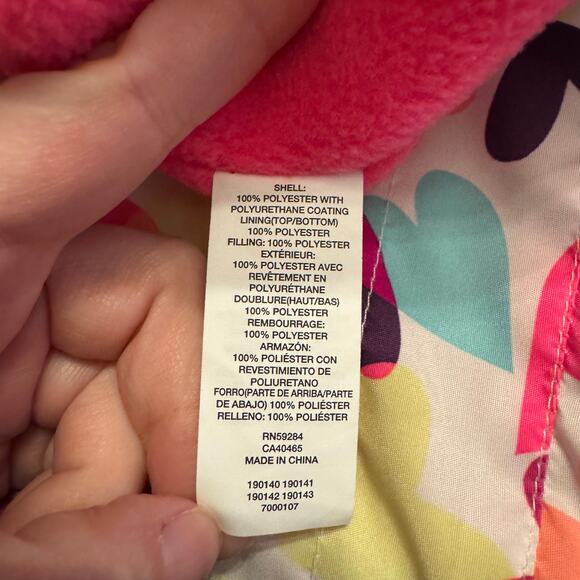 SHELL:
100% POLYESTER WITH
POLYURETHANE COATING
LINING(TOP/BOTTOM)
100% POLYESTER
FILLING: 100% POLYESTER
EXTÉRIEUR:
100% POLYESTER AVEC
REVÊTEMENT EN
POLYURÉTHANE
DOUBLURE(HAUT/BAS)
100% POLYESTER
REMBOURRAGE:
100% POLYESTER
ARMAZÓN:
100% POLIÉSTER CON
REVESTIMIENTO DE
POLIURETANO
FORRO(PARTE DE ARRIBA/PARTE
DE ABAJO) 100% POLIÉSTER
RELLENO: 100% POLIÉSTER
RN59284
CA40465
MADE IN CHINA
190140 190141
190142 190143
7000107